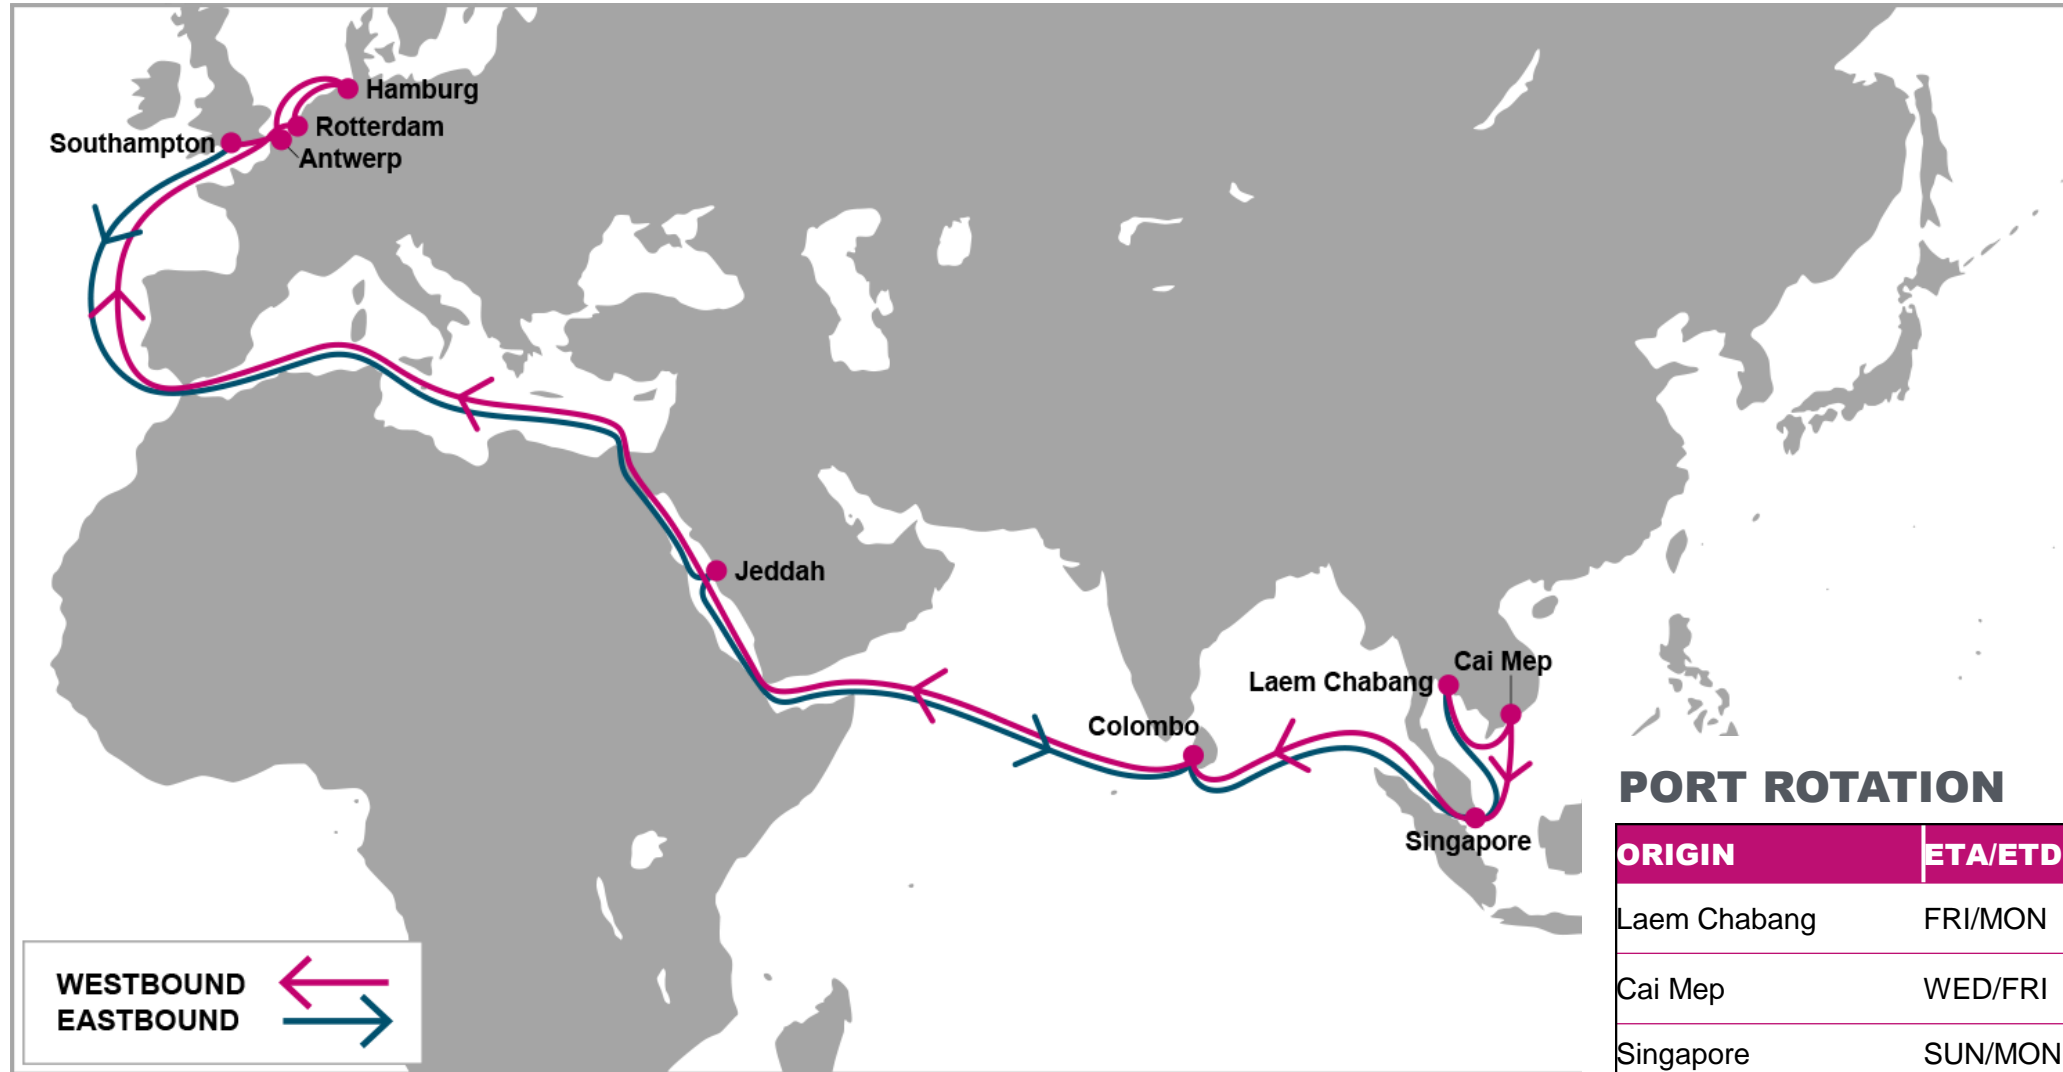 Hamburg
Rotterdam
Southampton
Antwerp
Jeddah
Cai Mep
Laem Chabang
Colombo
Singapore
WESTBOUND
EASTBOUND
PORT ROTATION
ORIGIN ETA/ETD
Laem Chabang FRI/MON
Cai Mep WED/FRI
Singapore SUN/MON